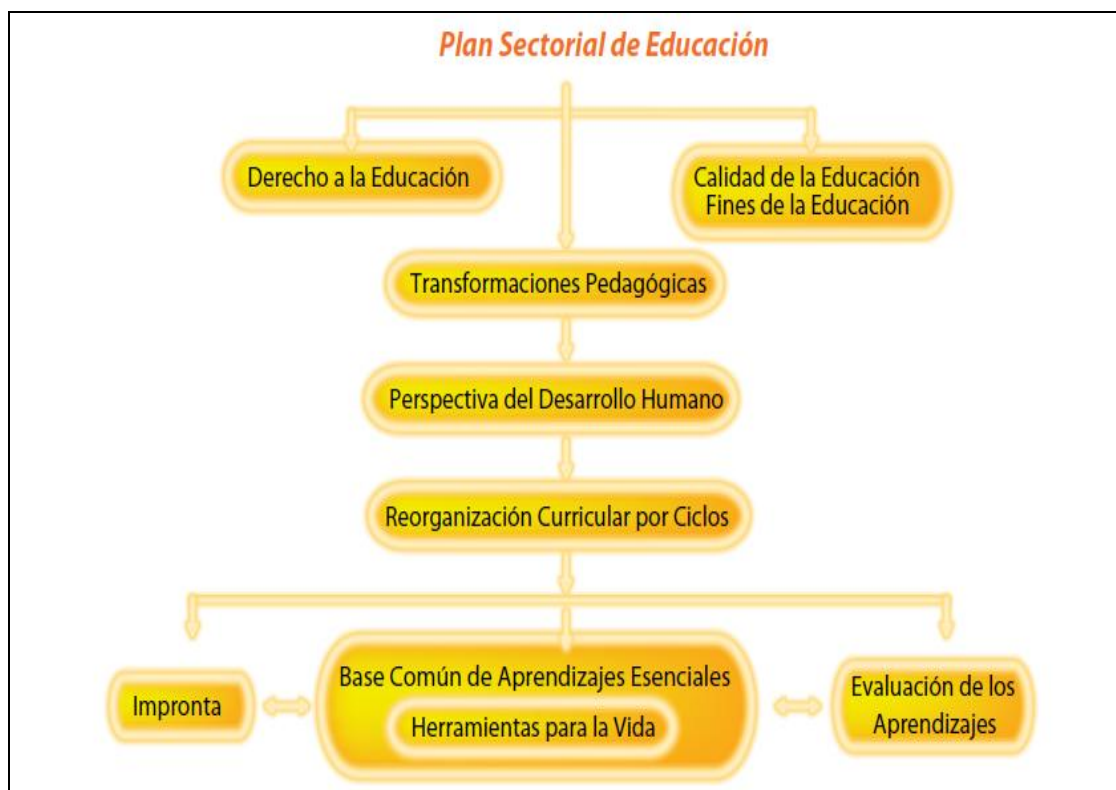 Plan Sectorial de Educación
Derecho a la Educación
Calidad de la Educación
Fines de la Educación
Transformaciones Pedagógicas
Perspectiva del Desarrollo Humano
Reorganización Curricular por Ciclos
Impronta
Base Común de Aprendizajes Esenciales
Herramientas para la Vida
Evaluación de los
Aprendizajes